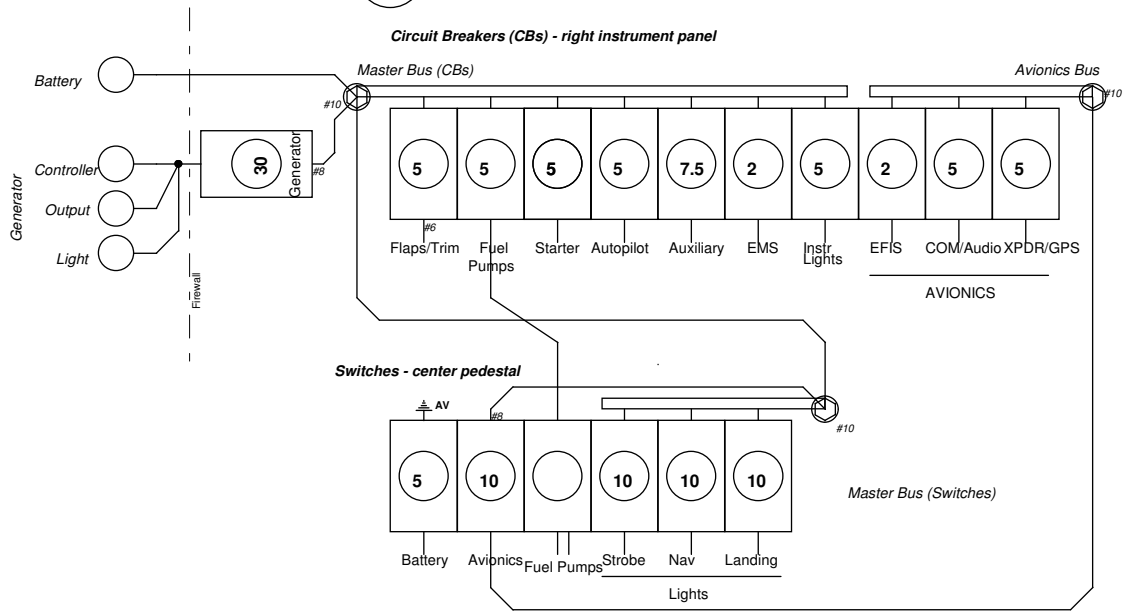 Circuit Breakers (CBs) - right instrument panel
Battery
Master Bus (CBs)
Avionics Bus
#10
#10
Generator
Controller
Output
Light
30
Generator
#8
Firewall
5 5 5 5 7.5 2 5 2 5 5
#6
Flaps/Trim Fuel Pumps Starter Autopilot Auxiliary EMS Instr Lights EFIS COM/Audio XPDR/GPS
AVIONICS
Switches - center pedestal
AV
#8
#10
5 10 10 10 10
Master Bus (Switches)
Battery Avionics Fuel Pumps Strobe Nav Landing
Lights